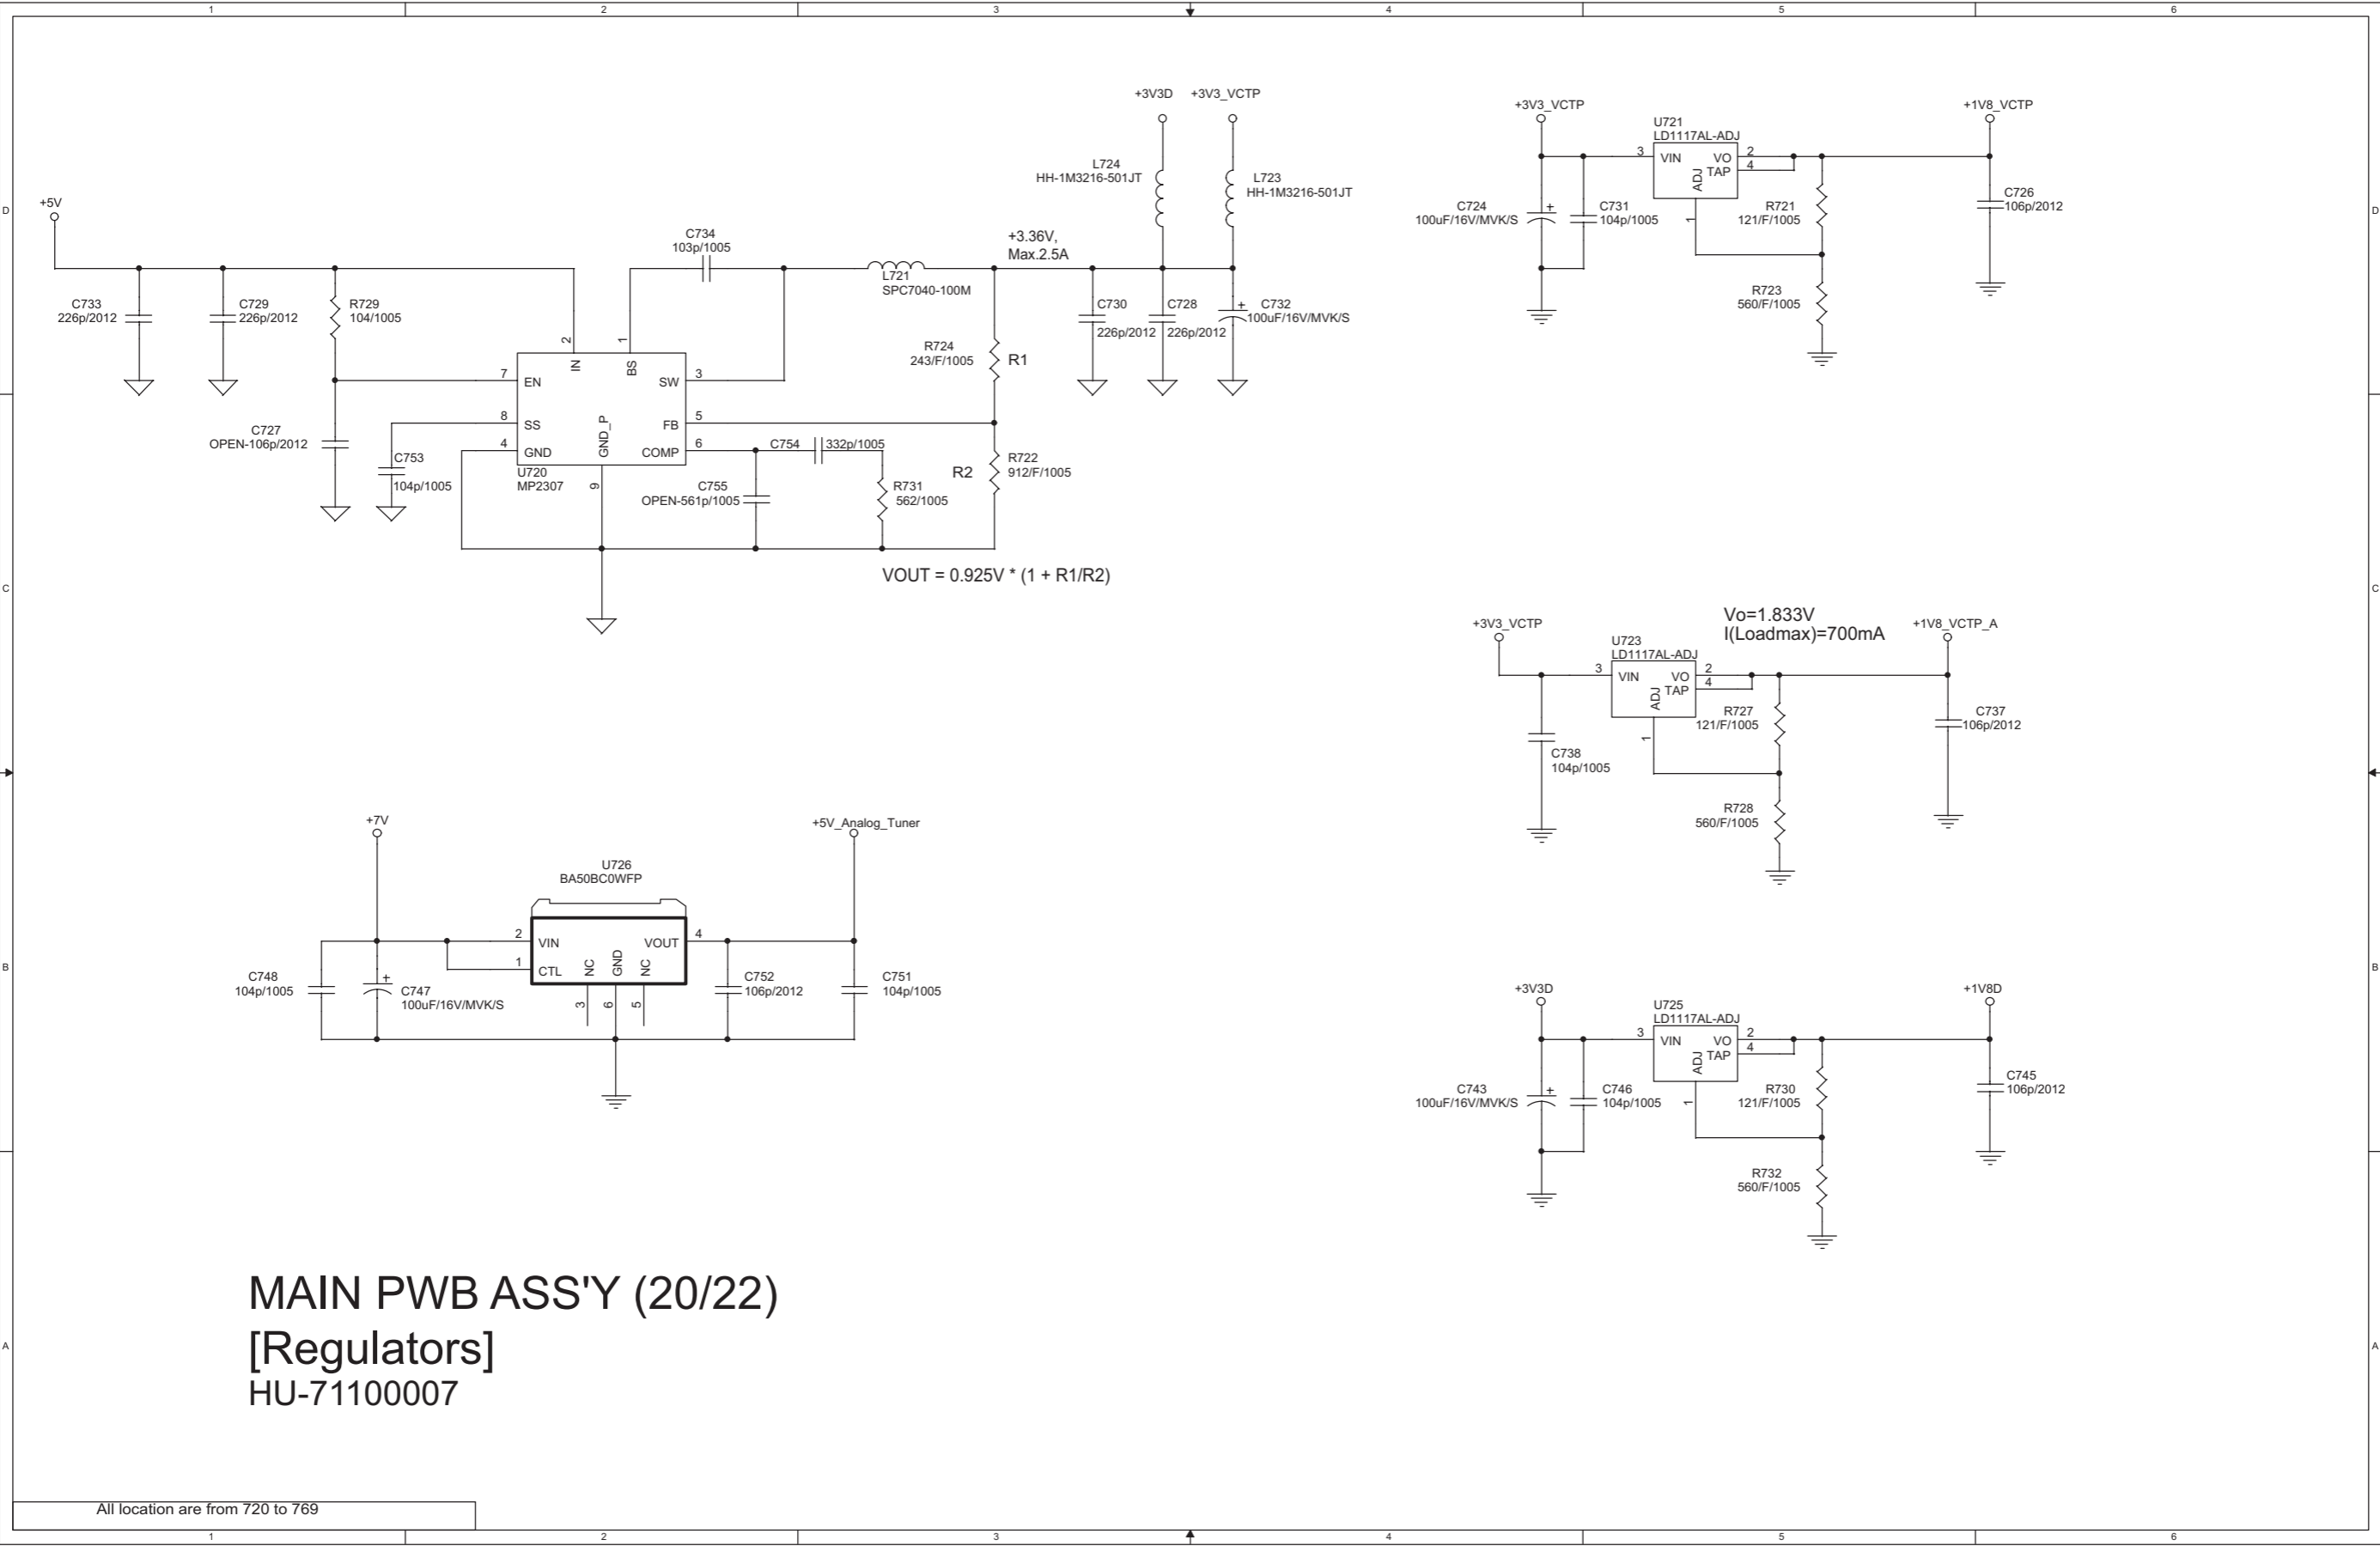 1 2 3 4 5 6
D
C
B
A
D
C
B
A
+5V
C733
226p/2012
C729
226p/2012
R729
104/1005
C727
OPEN-106p/2012
C753
104p/1005
C734
103p/1005
2
1
IN
BS
7
EN
8
SS
4
GND
GND_P
9
SW
3
FB
5
COMP
6
U720
MP2307
C754
332p/1005
C755
OPEN-561p/1005
R731
562/1005
L721
SPC7040-100M
+3.36V,
Max.2.5A
R724
243/F/1005
R1
R2
R722
912/F/1005
VOUT = 0.925V * (1 + R1/R2)
+3V3D
+3V3_VCTP
L724
HH-1M3216-501JT
L723
HH-1M3216-501JT
C730
226p/2012
C728
226p/2012
+
C732
100uF/16V/MVK/S
+3V3_VCTP
U721
LD1117AL-ADJ
3
VIN
VO
2
TAP
4
ADJ
1
+1V8_VCTP
C724
100uF/16V/MVK/S
+
C731
104p/1005
R721
121/F/1005
R723
560/F/1005
C726
106p/2012
+3V3_VCTP
U723
LD1117AL-ADJ
Vo=1.833V
I(Loadmax)=700mA
+1V8_VCTP_A
3
VIN
VO
2
TAP
4
ADJ
1
C738
104p/1005
R727
121/F/1005
R728
560/F/1005
C737
106p/2012
+7V
+5V_Analog_Tuner
U726
BA50BC0WFP
2
VIN
1
CTL
NC
GND
NC
VOUT
4
3
6
5
C748
104p/1005
+
C747
100uF/16V/MVK/S
C752
106p/2012
C751
104p/1005
+3V3D
U725
LD1117AL-ADJ
+1V8D
3
VIN
VO
2
TAP
4
ADJ
1
C743
100uF/16V/MVK/S
+
C746
104p/1005
R730
121/F/1005
R732
560/F/1005
C745
106p/2012
MAIN PWB ASS'Y (20/22)
[Regulators]
HU-71100007
All location are from 720 to 769
1 2 3 4 5 6